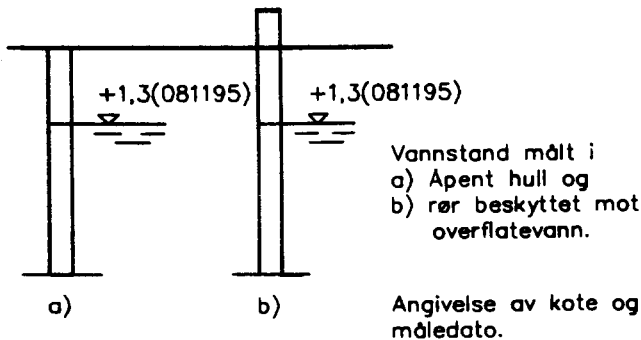 +1,3(081195)
+1,3(081195)
Vannstand målt i
a) Åpent hull og
b) rør beskyttet mot
overflatevann.
a)
b)
Angivelse av kote og
måledato.